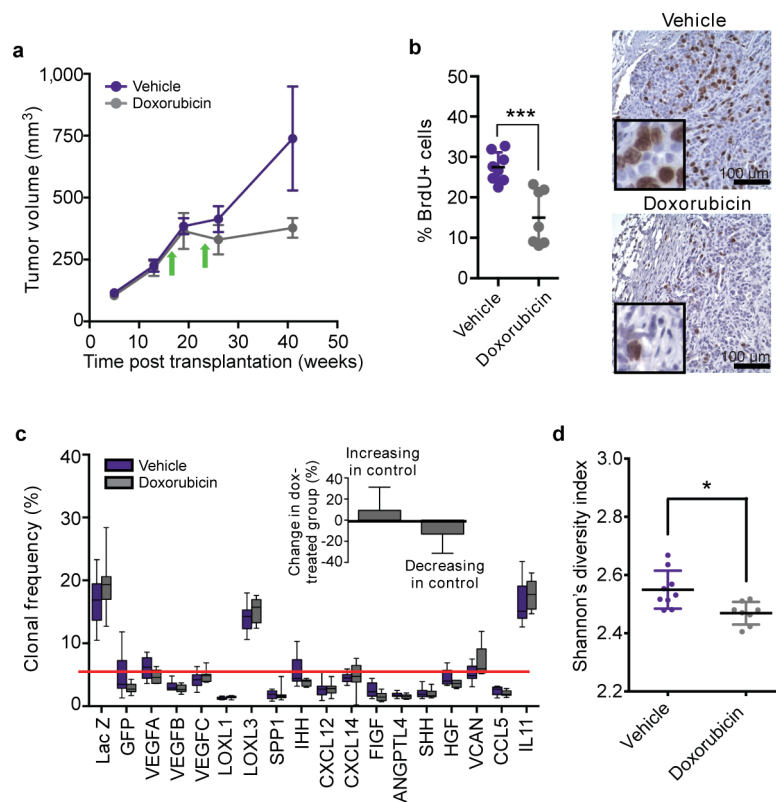 a
Tumor volume (mm3)
1,000
750
500
250
0
Vehicle
Doxorubicin
0 10 20 30 40 50
Time post transplantation (weeks)
b
% BrdU+ cells
50
40
30
20
10
0
***
Vehicle
Doxorubicin
Vehicle
100 µm
Doxorubicin
100 µm
c
Clonal frequency (%)
40
30
20
10
0
Vehicle
Doxorubicin
Change in dox-
treated group (%)
40
20
0
-20
-40
Increasing
in control
Decreasing
in control
Lac Z
GFP
VEGFA
VEGFB
VEGFC
LOXL1
LOXL3
SPP1
IHH
CXCL12
CXCL14
FIGF
ANGPTL4
SHH
HGF
VCAN
CCL5
IL11
d
Shannon's diversity index
3.0
2.8
2.6
2.4
2.2
*
Vehicle
Doxorubicin